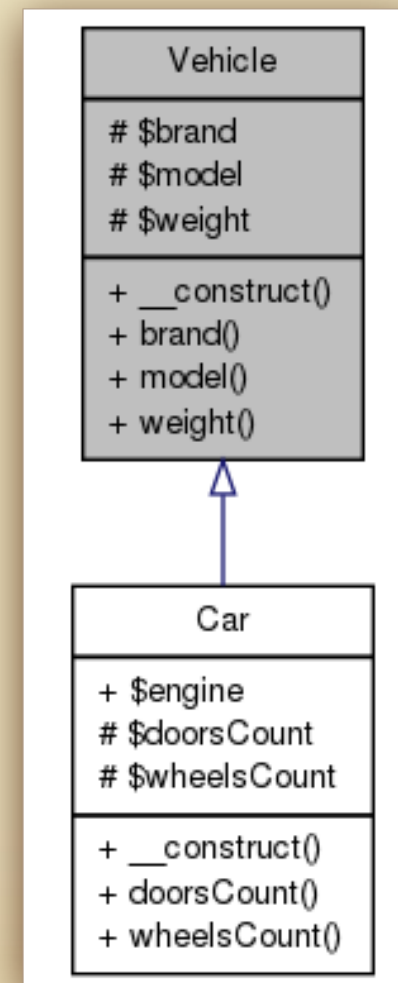 Vehicle
# $brand
# $model
# $weight
+ __construct()
+ brand()
+ model()
+ weight()
Car
+ $engine
# $doorsCount
# $wheelsCount
+ __construct()
+ doorsCount()
+ wheelsCount()